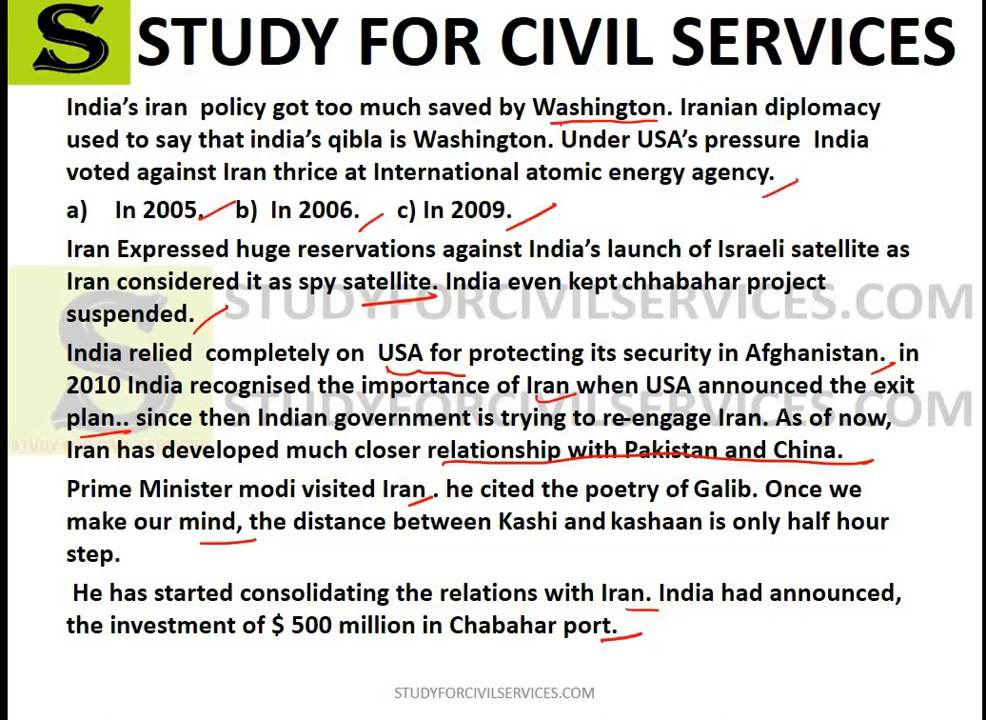 S STUDY FOR CIVIL SERVICES
India's iran policy got too much saved by Washington. Iranian diplomacy
used to say that india's qibla is Washington. Under USA's pressure India
voted against Iran thrice at International atomic energy agency.
a) In 2005. b) In 2006. c) In 2009.
Iran Expressed huge reservations against India's launch of Israeli satellite as
Iran considered it as spy satellite. India even kept chhabahar project
suspended.
STUDYFORCIVILSERVICES.COM
India relied completely on USA for protecting its security in Afghanistan. in
2010 India recognised the importance of Iran when USA announced the exit
plan.. since then Indian government is trying to re-engage Iran. As of now,
STUDYFORCIVILSERVICES.COM
STUDY FOR CIVIL SERVICES
Iran has developed much closer relationship with Pakistan and China.
Prime Minister modi visited Iran . he cited the poetry of Galib. Once we
make our mind, the distance between Kashi and kashaan is only half hour
step.
He has started consolidating the relations with Iran. India had announced,
the investment of $ 500 million in Chabahar port.
STUDYFORCIVILSERVICES.COM